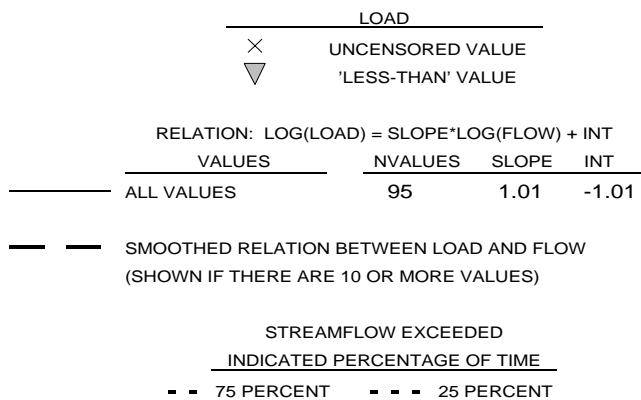 LOAD
UNCENSORED VALUE
'LESS-THAN' VALUE
RELATION: LOG(LOAD) = SLOPE*LOG(FLOW) + INT
VALUES NVALUES SLOPE INT
ALL VALUES 95 1.01 -1.01
SMOOTHED RELATION BETWEEN LOAD AND FLOW
(SHOWN IF THERE ARE 10 OR MORE VALUES)
STREAMFLOW EXCEEDED
INDICATED PERCENTAGE OF TIME
75 PERCENT 25 PERCENT